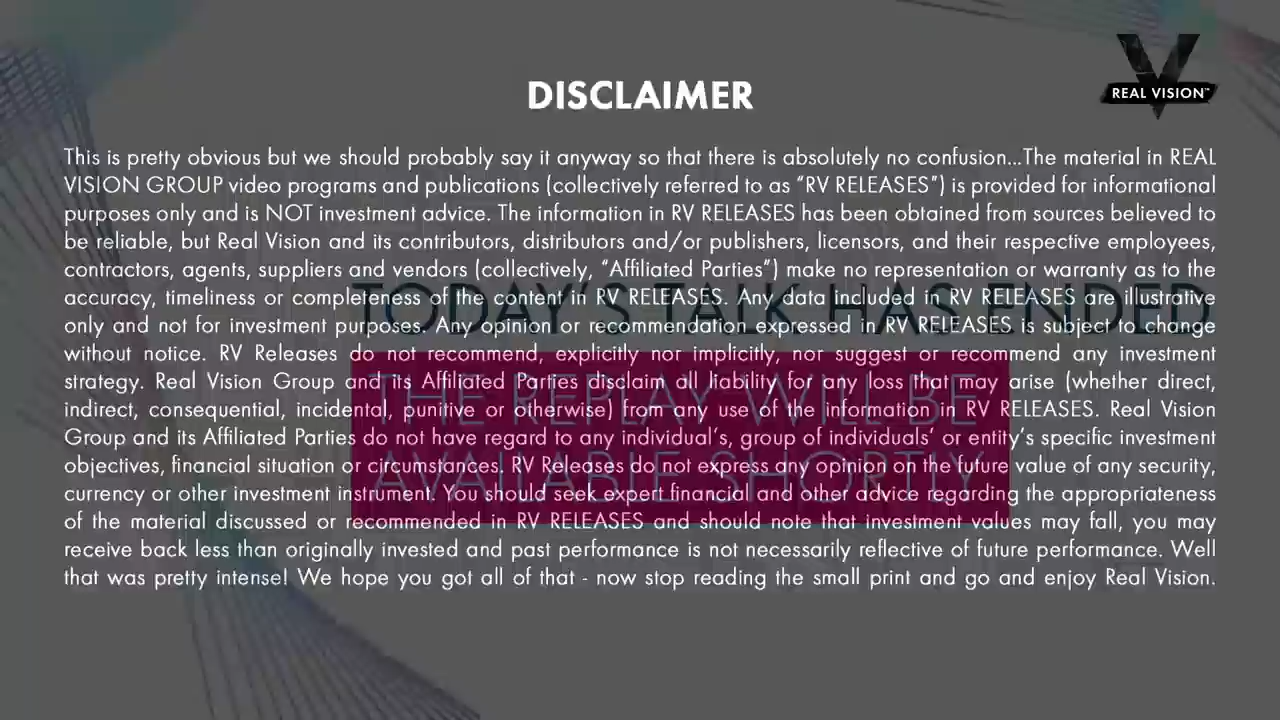 DISCLAIMER
REAL VISION™
This is pretty obvious but we should probably say it anyway so that there is absolutely no confusion...The material in REAL
VISION GROUP video programs and publications (collectively referred to as “RV RELEASES”) is provided for informational
purposes only and is NOT investment advice. The information in RV RELEASES has been obtained from sources believed to
be reliable, but Real Vision and its contributors, distributors and/or publishers, licensors, and their respective employees,
contractors, agents, suppliers and vendors (collectively, “Affiliated Parties”) make no representation or warranty as to the
accuracy, timeliness or completeness of the content in RV RELEASES. Any data included in RV RELEASES are illustrative
only and not for investment purposes. Any opinion or recommendation expressed in RV RELEASES is subject to change
without notice. RV Releases do not recommend, explicitly nor implicitly, nor suggest or recommend any investment
strategy. Real Vision Group and its Affiliated Parties disclaim all liability for any loss that may arise (whether direct,
indirect, consequential, incidental, punitive or otherwise) from any use of the information in RV RELEASES. Real Vision
Group and its Affiliated Parties do not have regard to any individual’s, group of individuals’ or entity’s specific investment
objectives, financial situation or circumstances. RV Releases do not express any opinion on the future value of any security,
currency or other investment instrument. You should seek expert financial and other advice regarding the appropriateness
of the material discussed or recommended in RV RELEASES and should note that investment values may fall, you may
receive back less than originally invested and past performance is not necessarily reflective of future performance. Well
that was pretty intense! We hope you got all of that - now stop reading the small print and go and enjoy Real Vision.
TODAY’S TALK HAS ENDED
THE REPLAY WILL BE
AVAILABLE SHORTLY